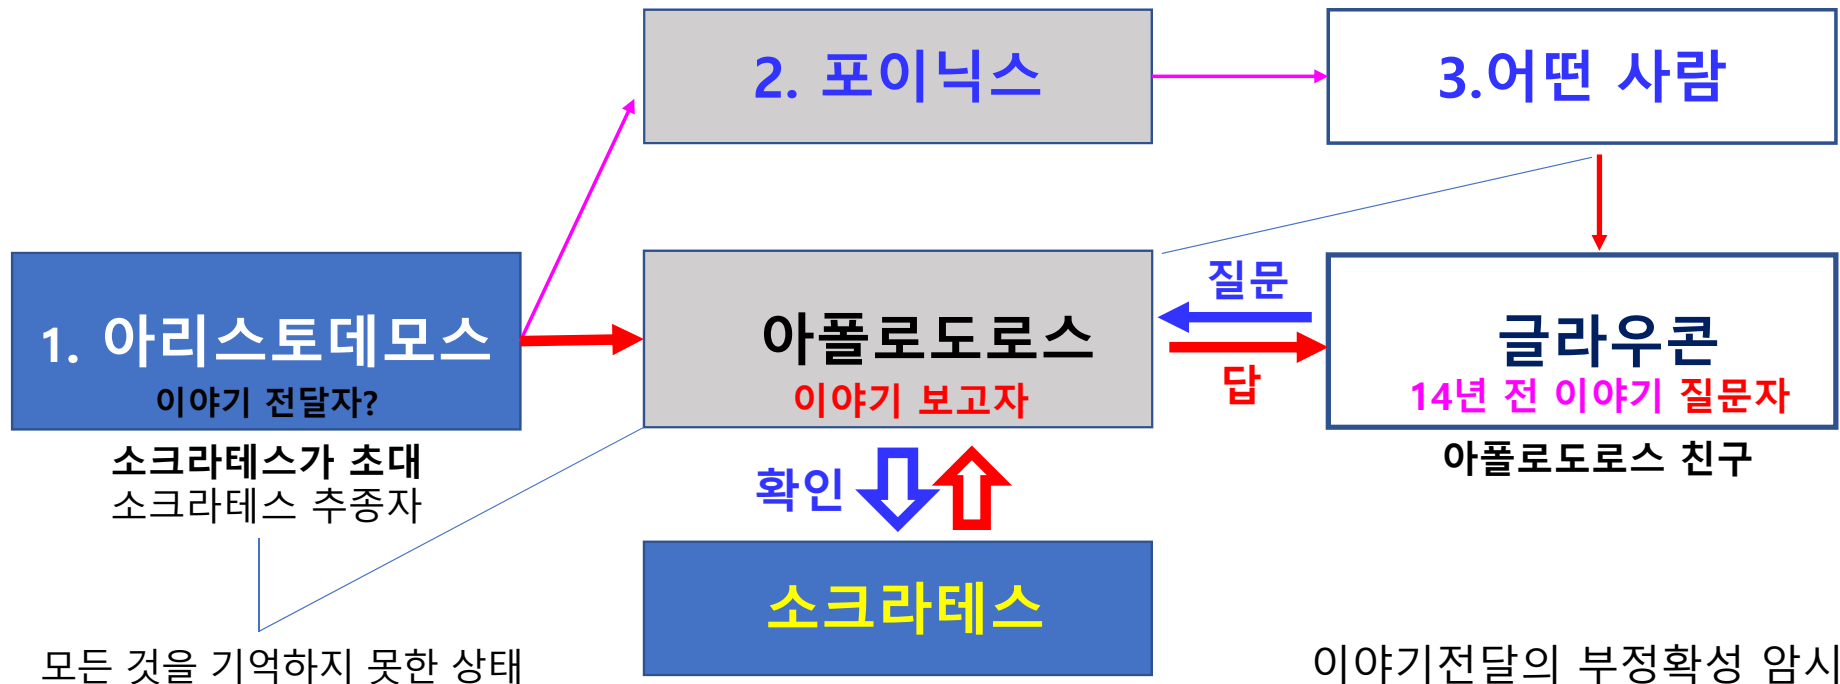 2. 포이닉스
3.어떤 사람
1. 아리스토데모스
이야기 전달자?
소크라테스가 초대
소크라테스 추종자
아폴로도로스
이야기 보고자
질문
답
글라우콘
14년 전 이야기 질문자
아폴로도로스 친구
확인
소크라테스
모든 것을 기억하지 못한 상태
이야기전달의 부정확성 암시